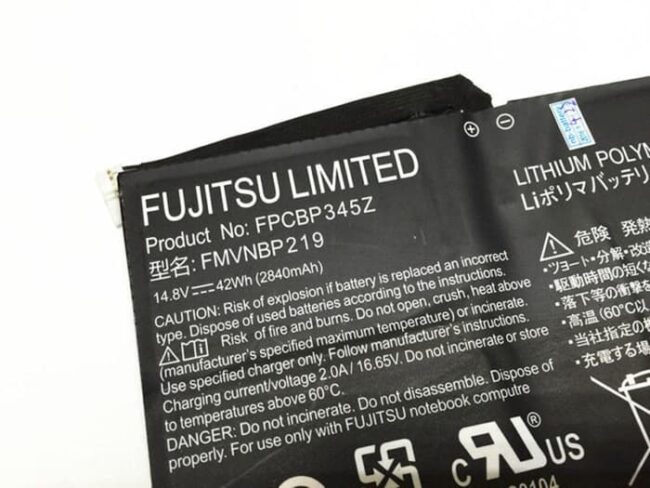 FUJITSU LIMITED
Product No: FPCBP345Z
型名: FMVNBP219
14.8V⎓42Wh (2840mAh)
CAUTION: Risk of explosion if battery is replaced an incorrect
type. Dispose of used batteries according to the instructions.
Risk of fire and burns. Do not open, crush, heat above
(manufacturer's specified maximum temperature) or incinerate.
Use specified charger only. Follow manufacturer's instructions.
Charging current/voltage 2.0A / 16.65V. Do not incinerate or store
to temperatures above 60°C.
DANGER: Do not incinerate. Do not disassemble. Dispose of
properly. For use only with FUJITSU notebook computre
+ -
LITHIUM POLYM
Liポリマバッテリ
危険 発熱
・ツョート・分解・改造
・駆動時間の短くな
・落下等の衝撃を
・高温(60°C以
・当社指定の機
・充電する場
c RU US ®